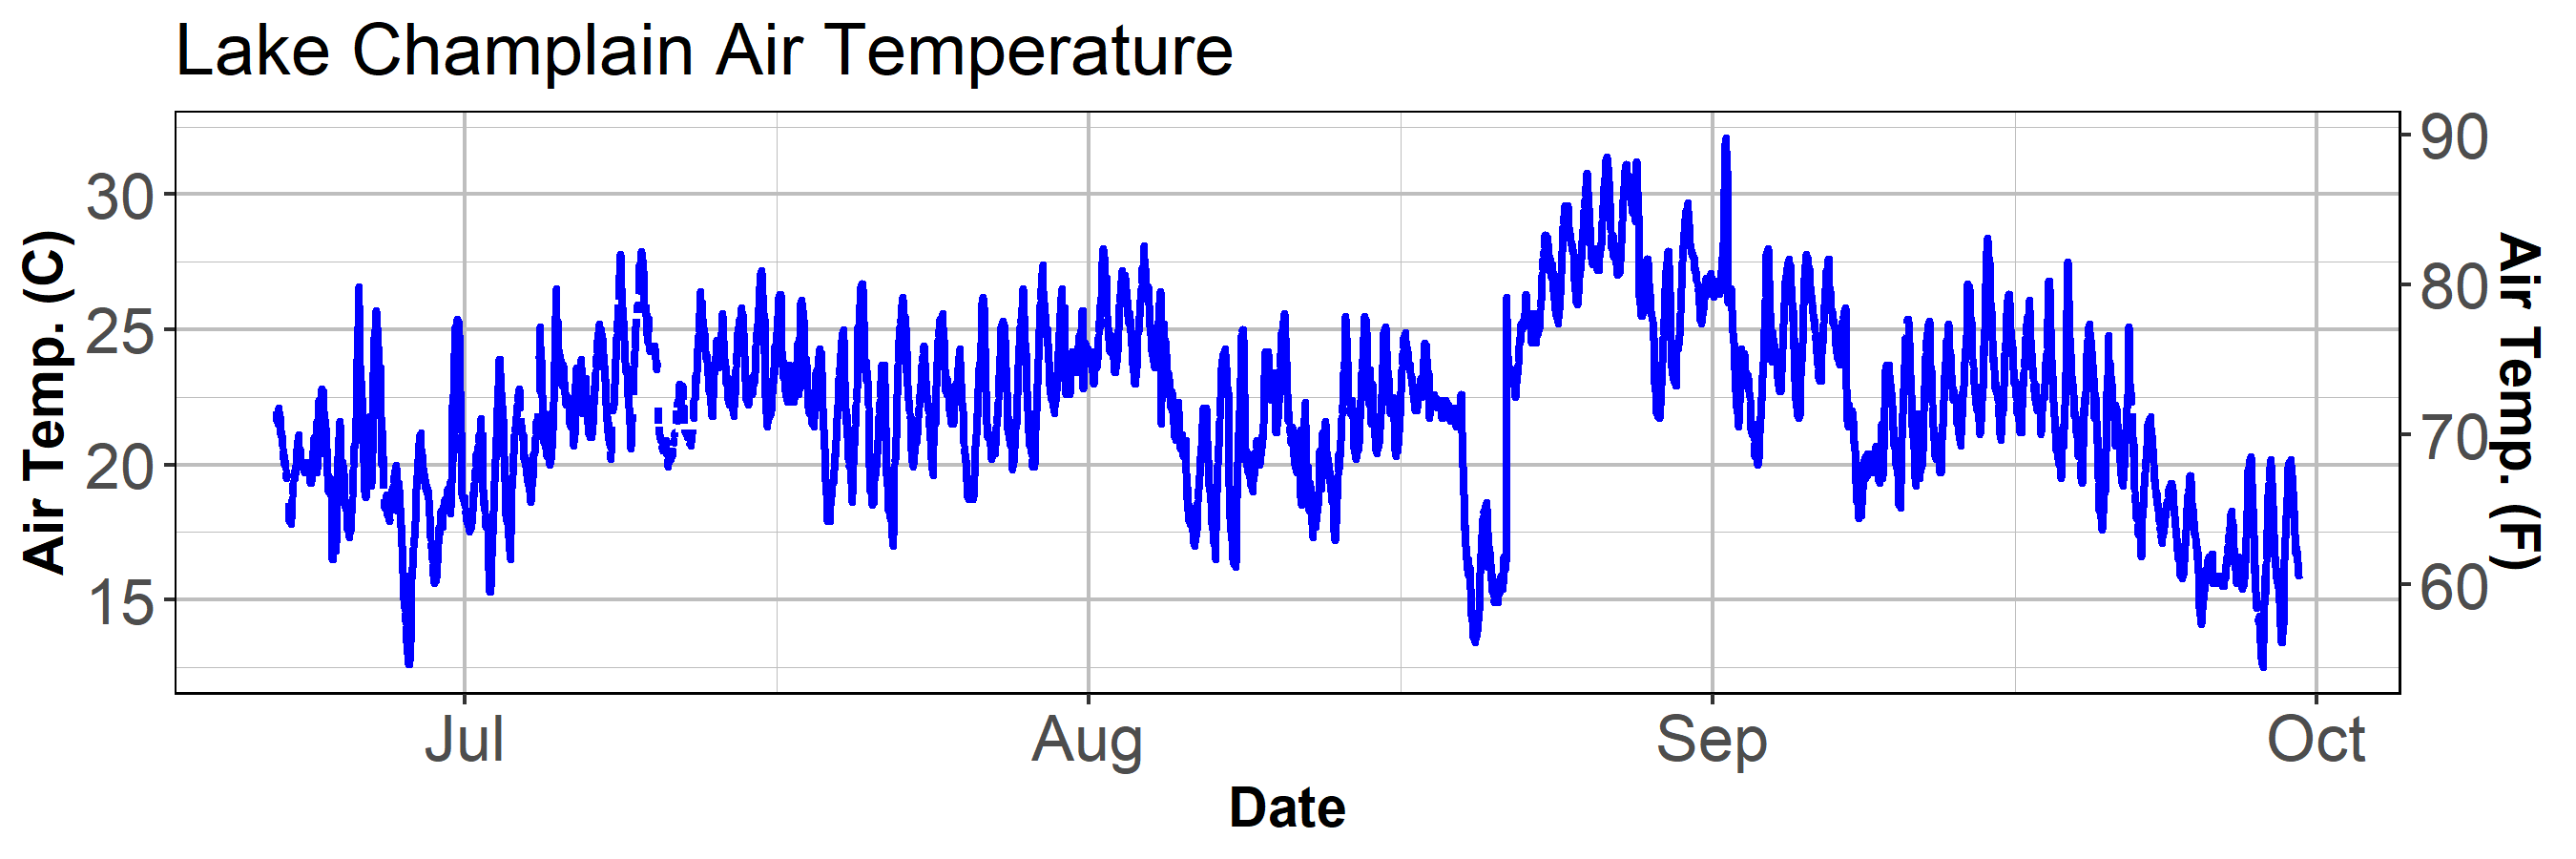 Lake Champlain Air Temperature
Air Temp. (C)
30
25
20
15
90
80
70
60
Air Temp. (F)
Jul Aug Sep Oct
Date